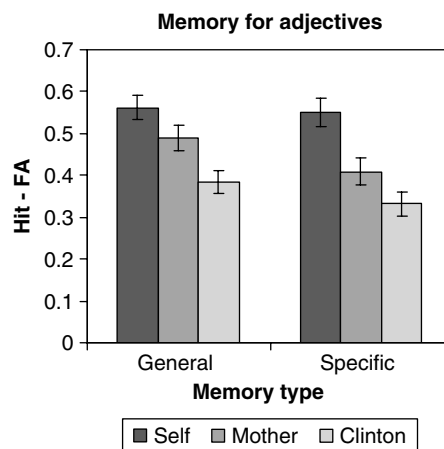 Memory for adjectives
0.7
0.6
0.5
0.4
0.3
0.2
0.1
0
Hit - FA
General Specific
Memory type
Self Mother Clinton